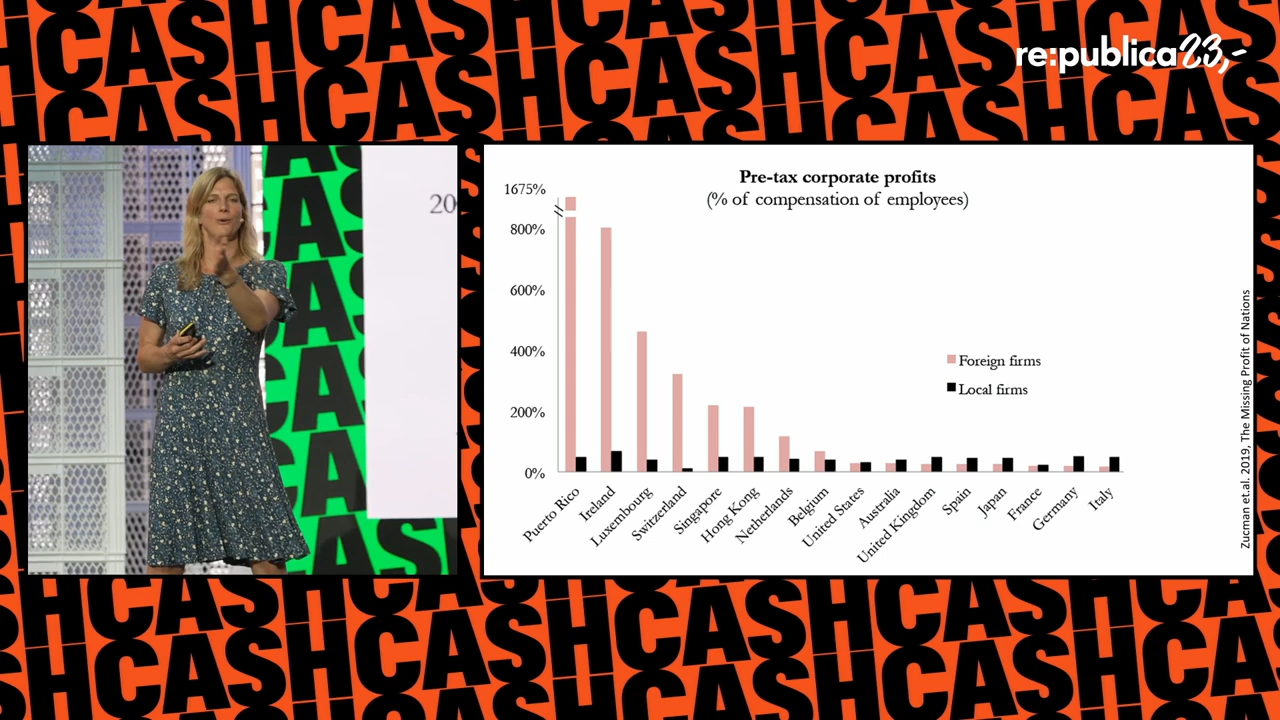 CASHCASHCASHCASH
re:publica23,-
20
Pre-tax corporate profits
(% of compensation of employees)
1675%
800%
600%
400%
200%
0%
Foreign firms
Local firms
Puerto Rico
Ireland
Luxembourg
Switzerland
Singapore
Hong Kong
Netherlands
Belgium
United States
Australia
United Kingdom
Spain
Japan
France
Germany
Italy
Zucman et.al. 2019, The Missing Profit of Nations